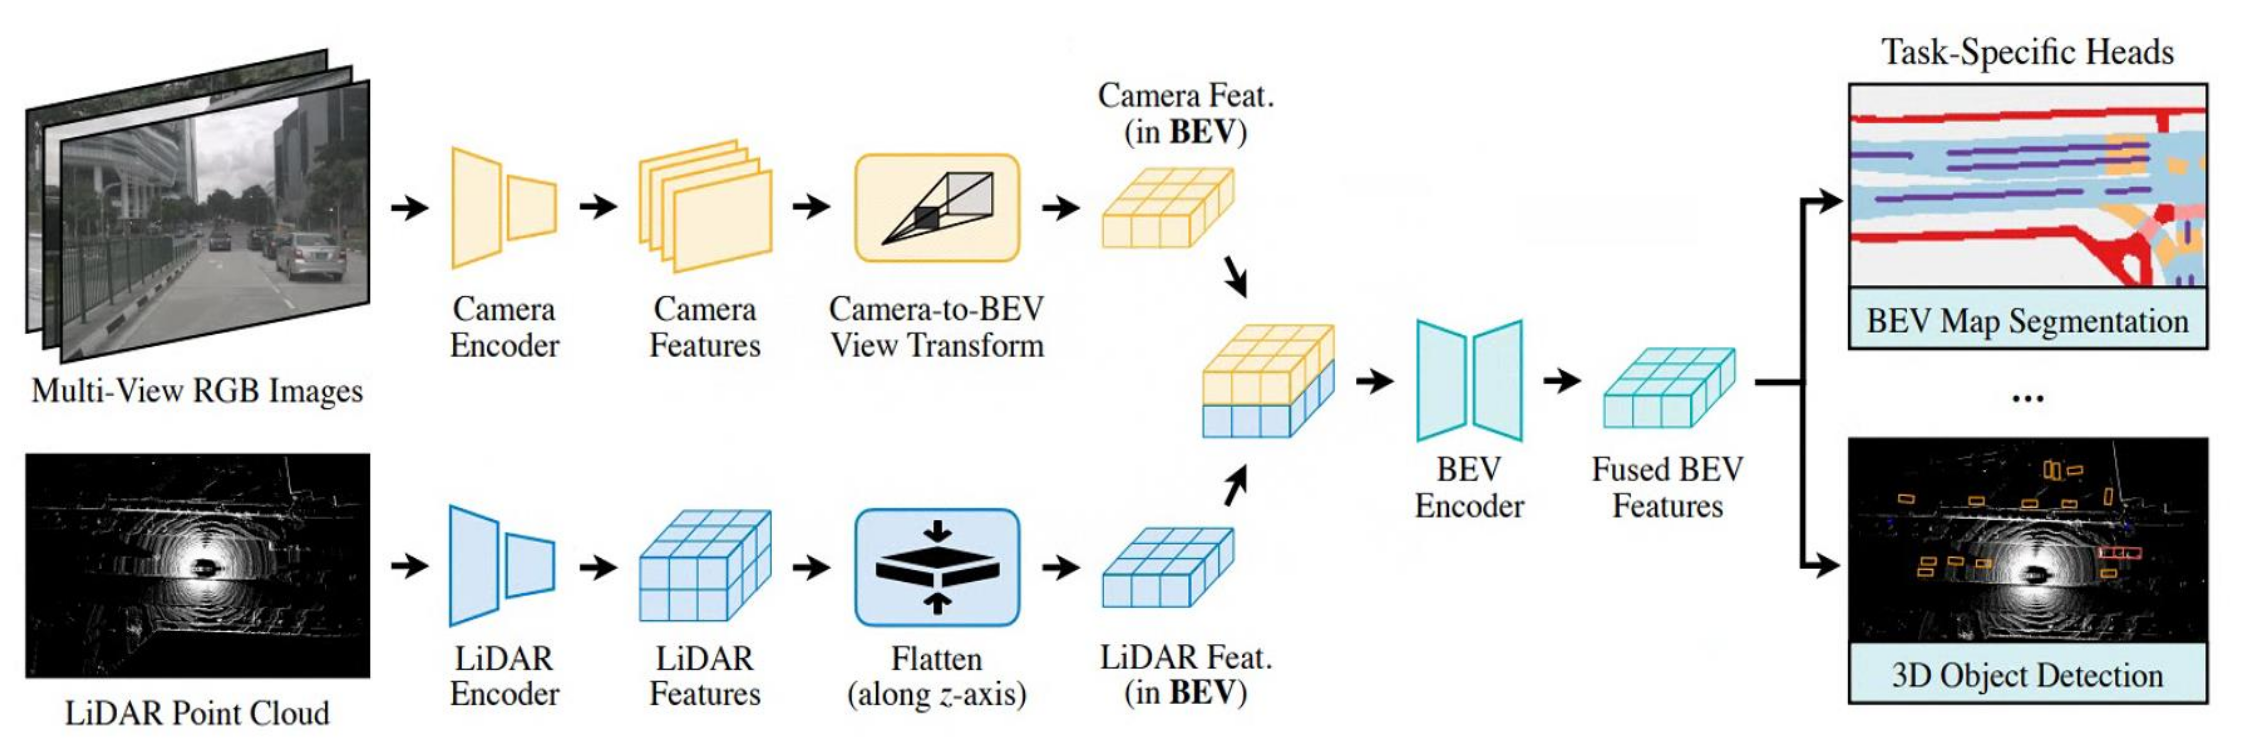 Task-Specific Heads
Camera Feat.
(in BEV)
Camera
Encoder
Camera
Features
Camera-to-BEV
View Transform
Multi-View RGB Images
BEV Map Segmentation
...
BEV
Encoder
Fused BEV
Features
LiDAR
Encoder
LiDAR
Features
Flatten
(along z-axis)
LiDAR Feat.
(in BEV)
LiDAR Point Cloud
3D Object Detection